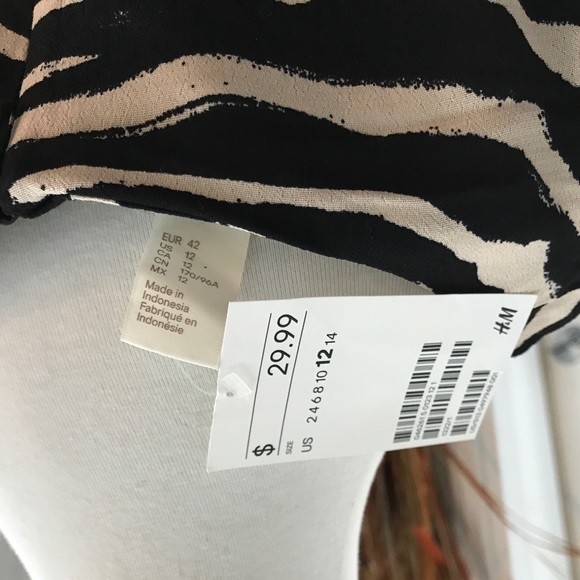 EUR 42
US 12
CA 12
CN 170/96A
MX 12
Made in
Indonesia
Fabriqué en
Indonésie
$ 29.99
SIZE
US 2 4 6 8 10 12 14
H&M